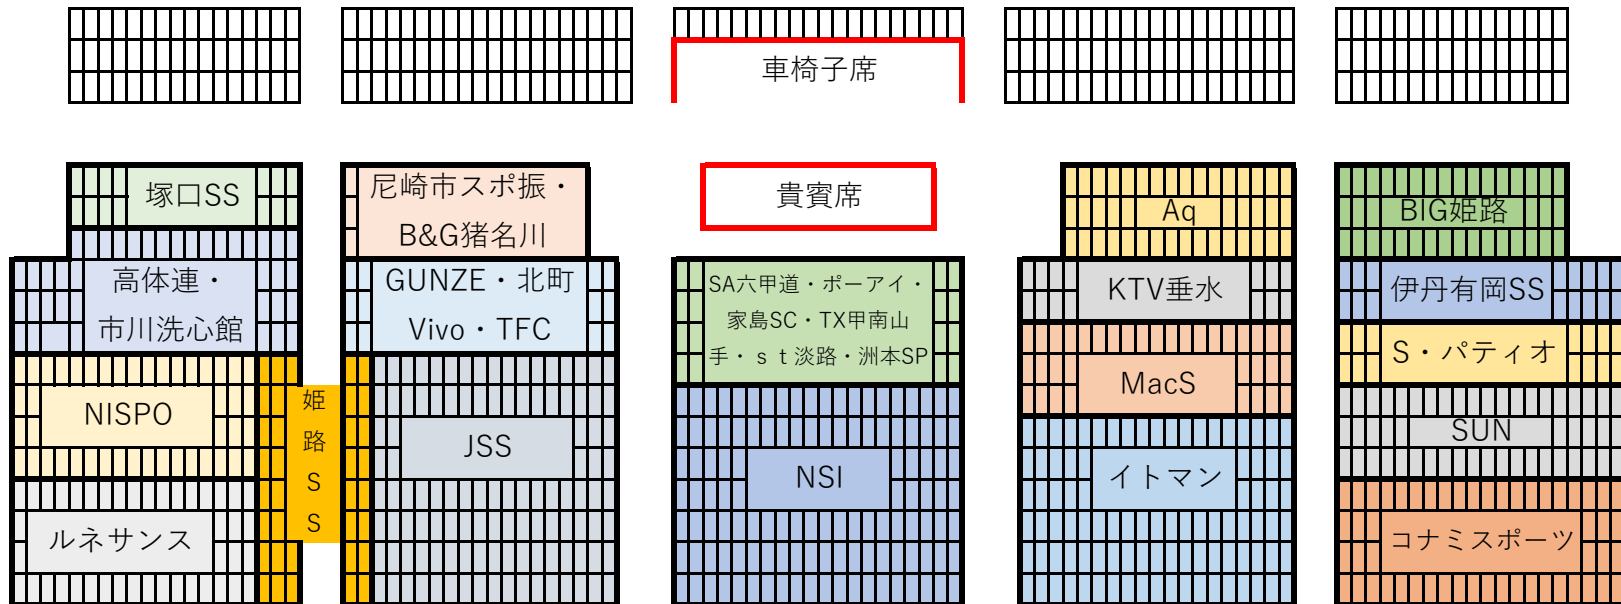 車椅子席
塚口SS
尼崎市スポ振・
B&G猪名川
貴賓席
Aq
BIG姫路
高体連・
市川洗心館
GUNZE・北町
Vivo・TFC
SA六甲道・ポーアイ・
家島SC・TX甲南山
手・ｓｔ淡路・洲本SP
KTV垂水
伊丹有岡SS
S・パティオ
MacS
NISPO
姫
路
S
S
JSS
NSI
イトマン
SUN
ルネサンス
コナミスポーツ